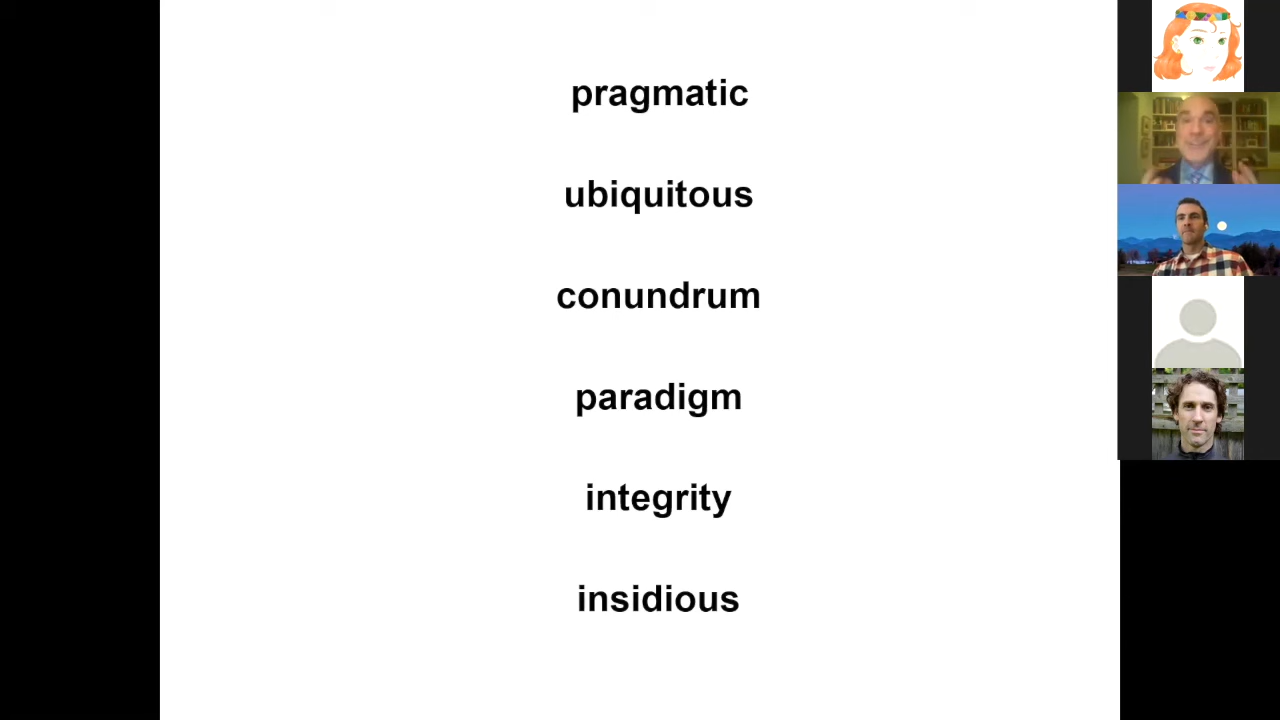 pragmatic
ubiquitous
conundrum
paradigm
integrity
insidious